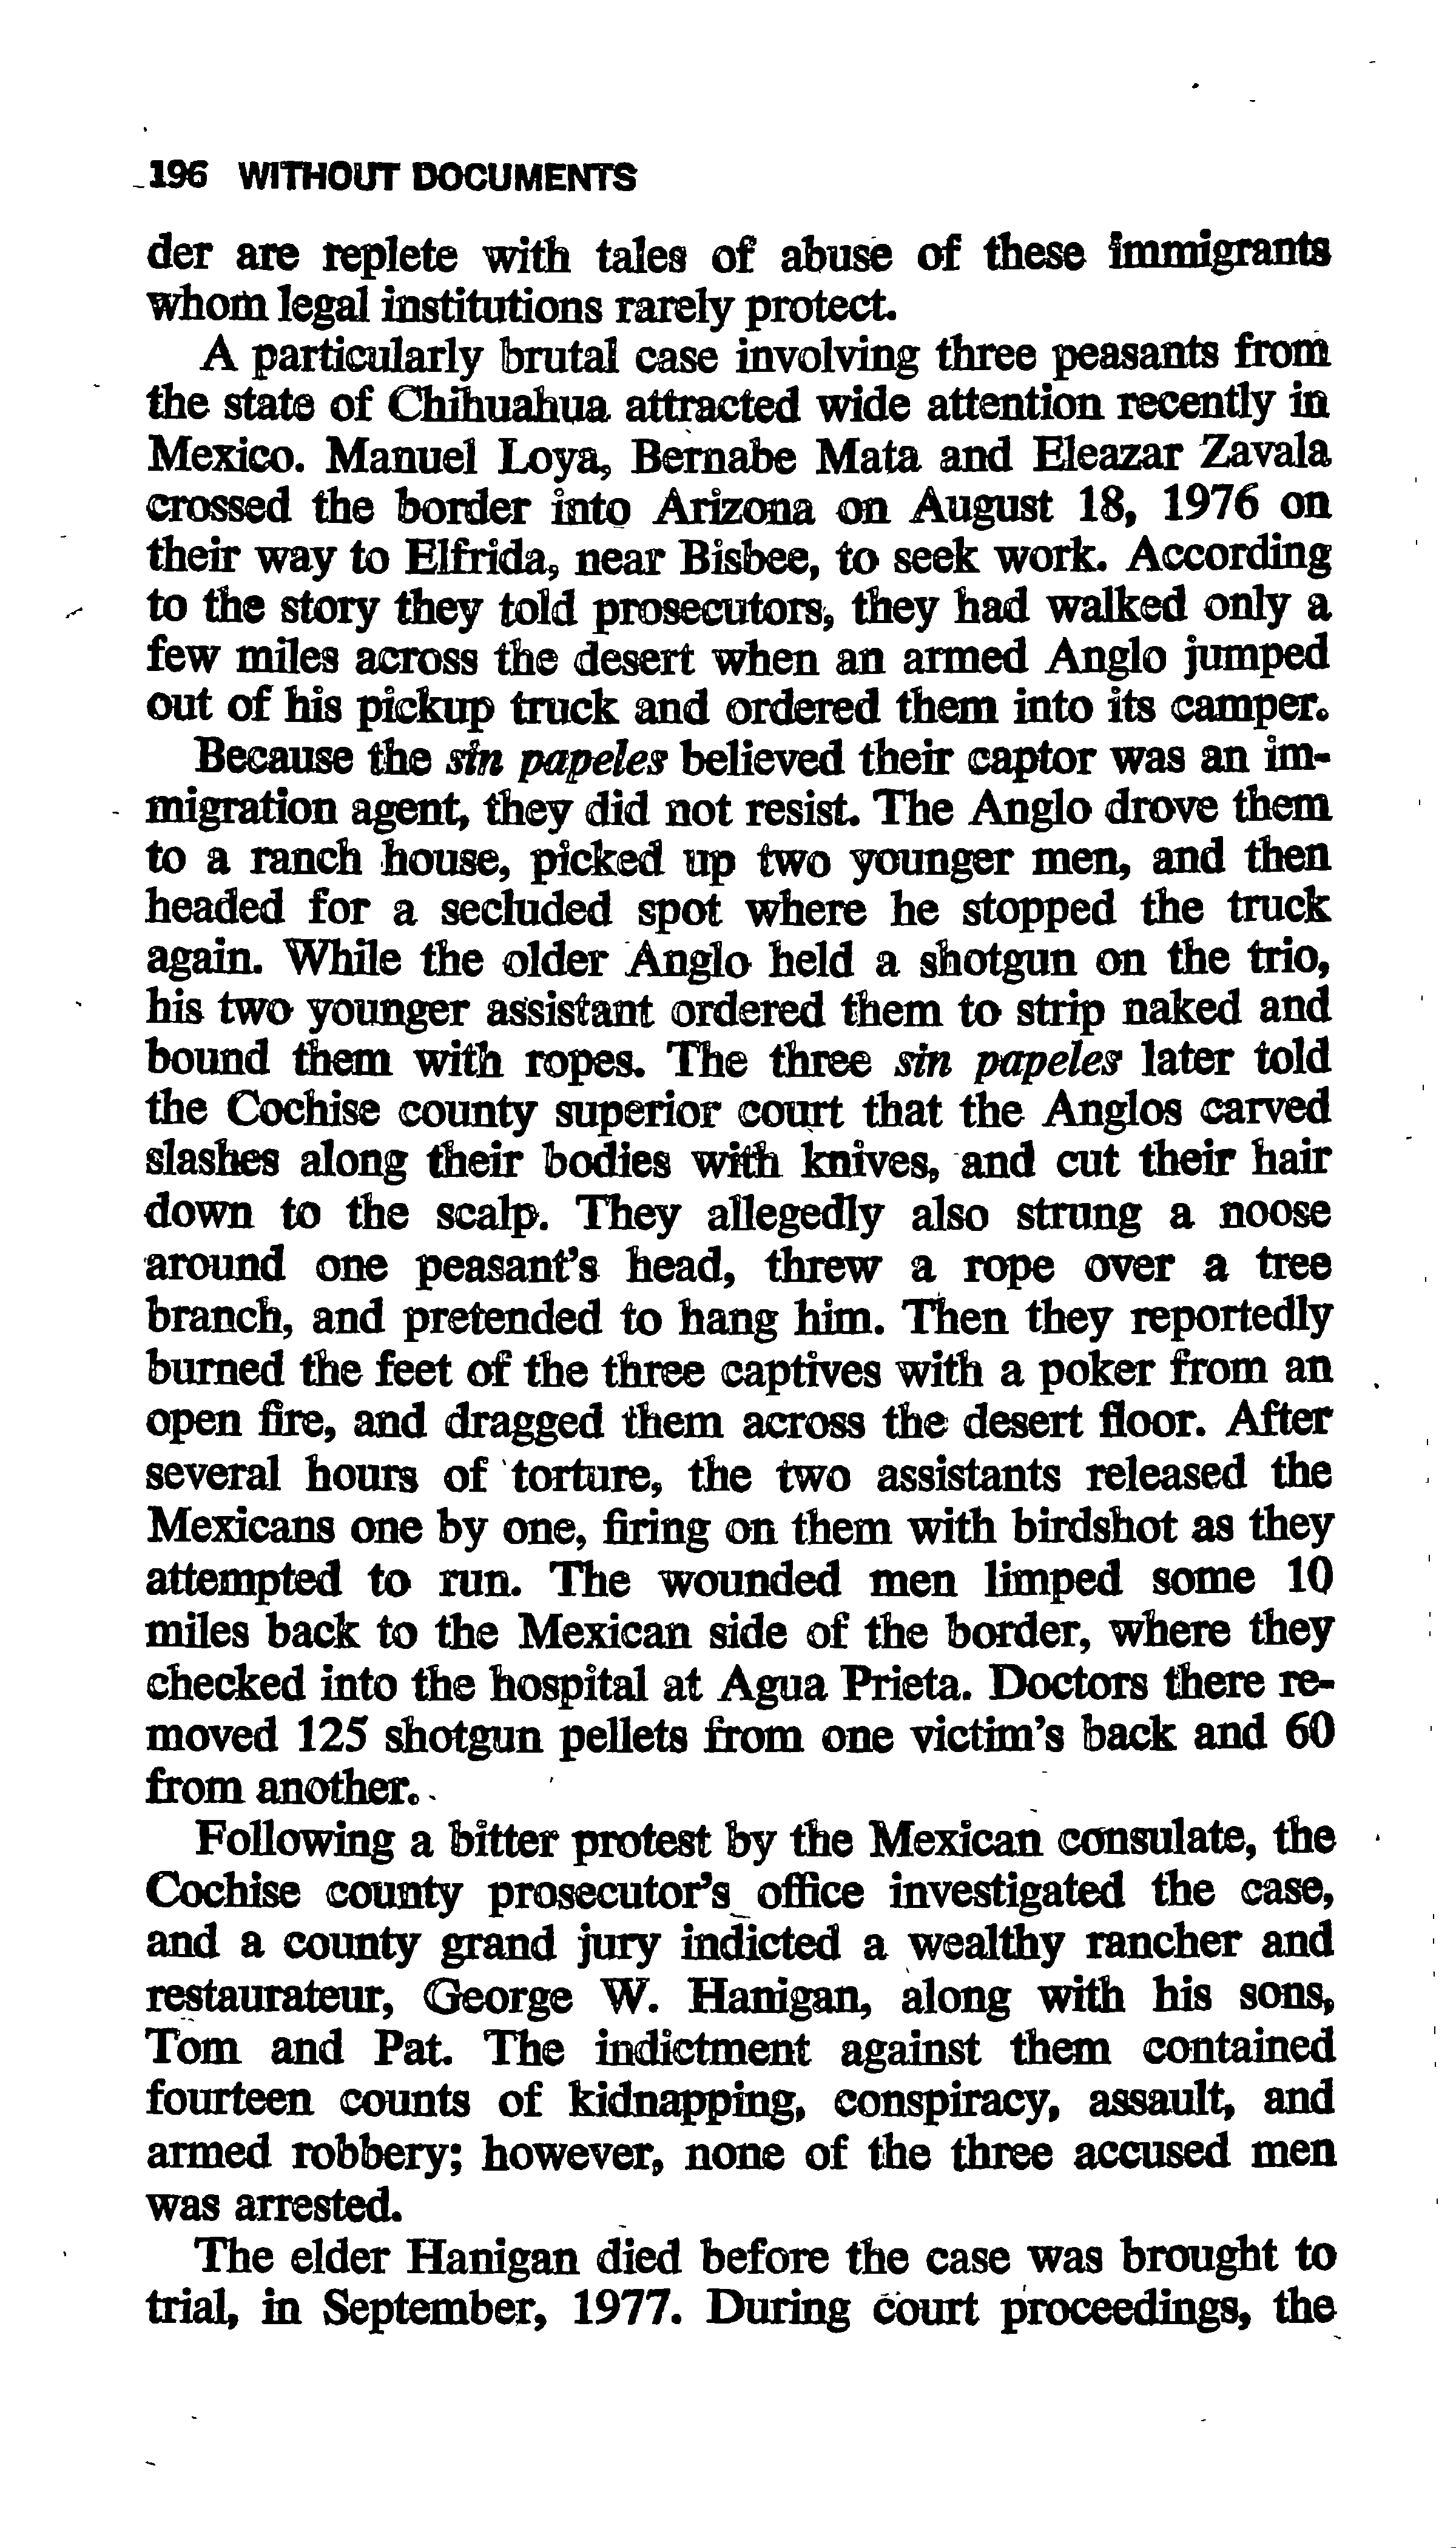 196 WITHOUT DOCUMENTS
der are replete with tales of abuse of these immigrants
whom legal institutions rarely protect.
A particularly brutal case involving three peasants from
the state of Chihuahua attracted wide attention recently in
Mexico. Manuel Loya, Bernabe Mata and Eleazar Zavala
crossed the border into Arizona on August 18, 1976 on
their way to Elfrida, near Bisbee, to seek work. According
to the story they told prosecutors, they had walked only a
few miles across the desert when an armed Anglo jumped
out of his pickup truck and ordered them into its camper.
Because the sin papeles believed their captor was an im-
migration agent, they did not resist. The Anglo drove them
to a ranch house, picked up two younger men, and then
headed for a secluded spot where he stopped the truck
again. While the older Anglo held a shotgun on the trio,
his two younger assistant ordered them to strip naked and
bound them with ropes. The three sin papeles later told
the Cochise county superior court that the Anglos carved
slashes along their bodies with knives, and cut their hair
down to the scalp. They allegedly also strung a noose
around one peasant's head, threw a rope over a tree
branch, and pretended to hang him. Then they reportedly
burned the feet of the three captives with a poker from an
open fire, and dragged them across the desert floor. After
several hours of torture, the two assistants released the
Mexicans one by one, firing on them with birdshot as they
attempted to run. The wounded men limped some 10
miles back to the Mexican side of the border, where they
checked into the hospital at Agua Prieta. Doctors there re-
moved 125 shotgun pellets from one victim's back and 60
from another.
Following a bitter protest by the Mexican consulate, the
Cochise county prosecutor's office investigated the case,
and a county grand jury indicted a wealthy rancher and
restaurateur, George W. Hanigan, along with his sons,
Tom and Pat. The indictment against them contained
fourteen counts of kidnapping, conspiracy, assault, and
armed robbery; however, none of the three accused men
was arrested.
The elder Hanigan died before the case was brought to
trial, in September, 1977. During court proceedings, the